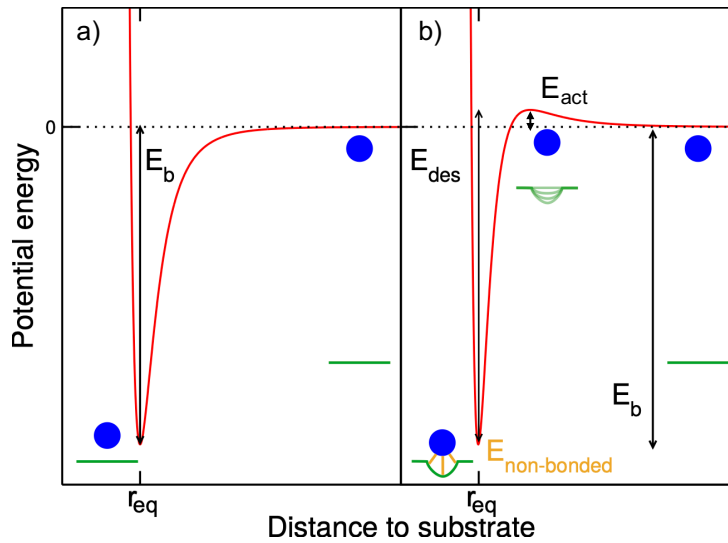 a)
b)
Potential energy
0
E_b
E_act
E_des
E_b
E_non-bonded
r_eq
r_eq
Distance to substrate